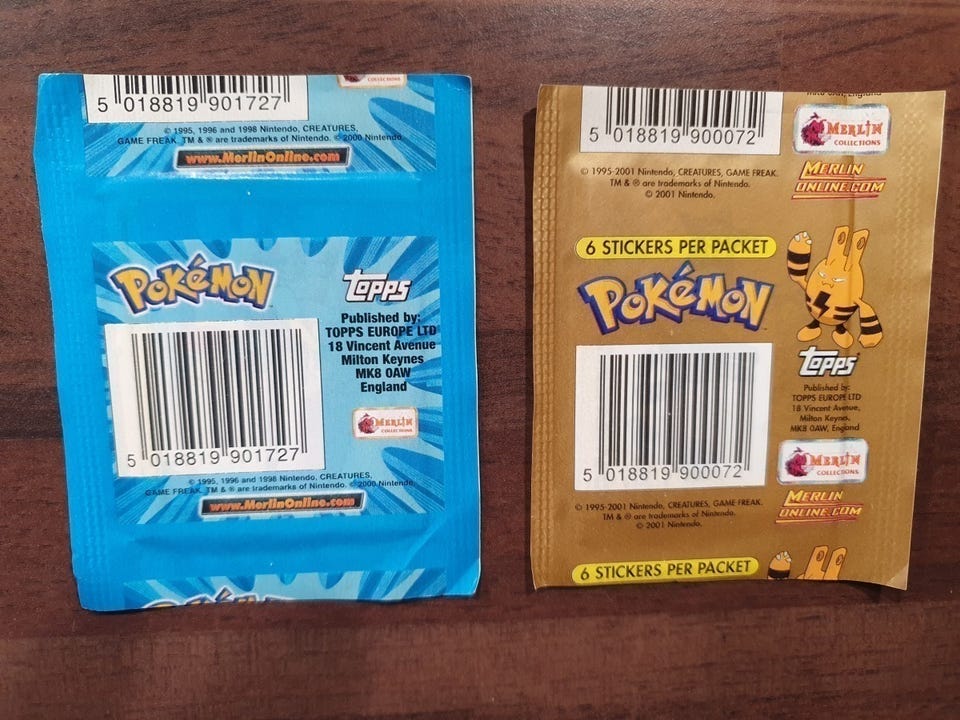 COLLECTIONS
5 018819 901727
© 1995, 1996 and 1998 Nintendo, CREATURES,
GAME FREAK. TM & ® are trademarks of Nintendo. © 2000 Nintendo
www.MerlinOnline.com
POKéMON
TOPPS
Published by:
TOPPS EUROPE LTD
18 Vincent Avenue
Milton Keynes
MK8 0AW
England
MERLIN
COLLECTIONS
5 018819 901727
© 1995, 1996 and 1998 Nintendo, CREATURES,
GAME FREAK. TM & ® are trademarks of Nintendo. © 2000 Nintendo.
www.MerlinOnline.com
POKéMON
MK8 0AW, England
5 018819 900072
MERLIN
COLLECTIONS
© 1995-2001 Nintendo, CREATURES, GAME FREAK.
TM & ® are trademarks of Nintendo.
© 2001 Nintendo.
MERLIN
ONLINE.COM
6 STICKERS PER PACKET
POKéMON
TOPPS
Published by:
TOPPS EUROPE LTD
18 Vincent Avenue,
Milton Keynes,
MK8 0AW, England
5 018819 900072
MERLIN
COLLECTIONS
© 1995-2001 Nintendo, CREATURES, GAME FREAK.
TM & ® are trademarks of Nintendo.
© 2001 Nintendo.
MERLIN
ONLINE.COM
6 STICKERS PER PACKET